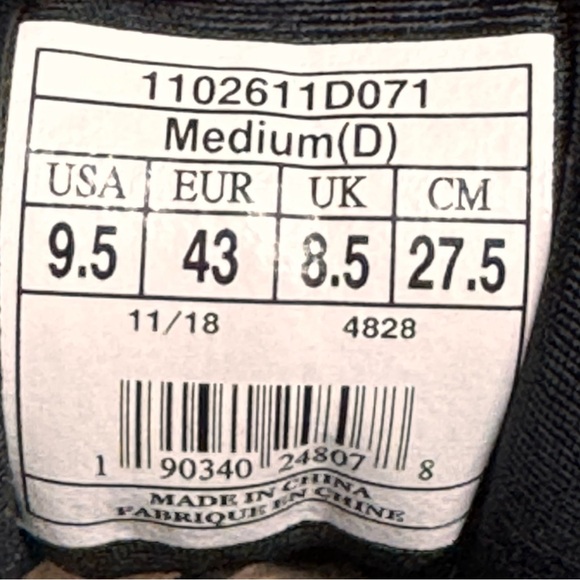 1102611D071
Medium(D)
USA EUR UK CM
9.5 43 8.5 27.5
11/18 4828
1 90340 24807 8
MADE IN CHINA
FABRIQUE EN CHINE